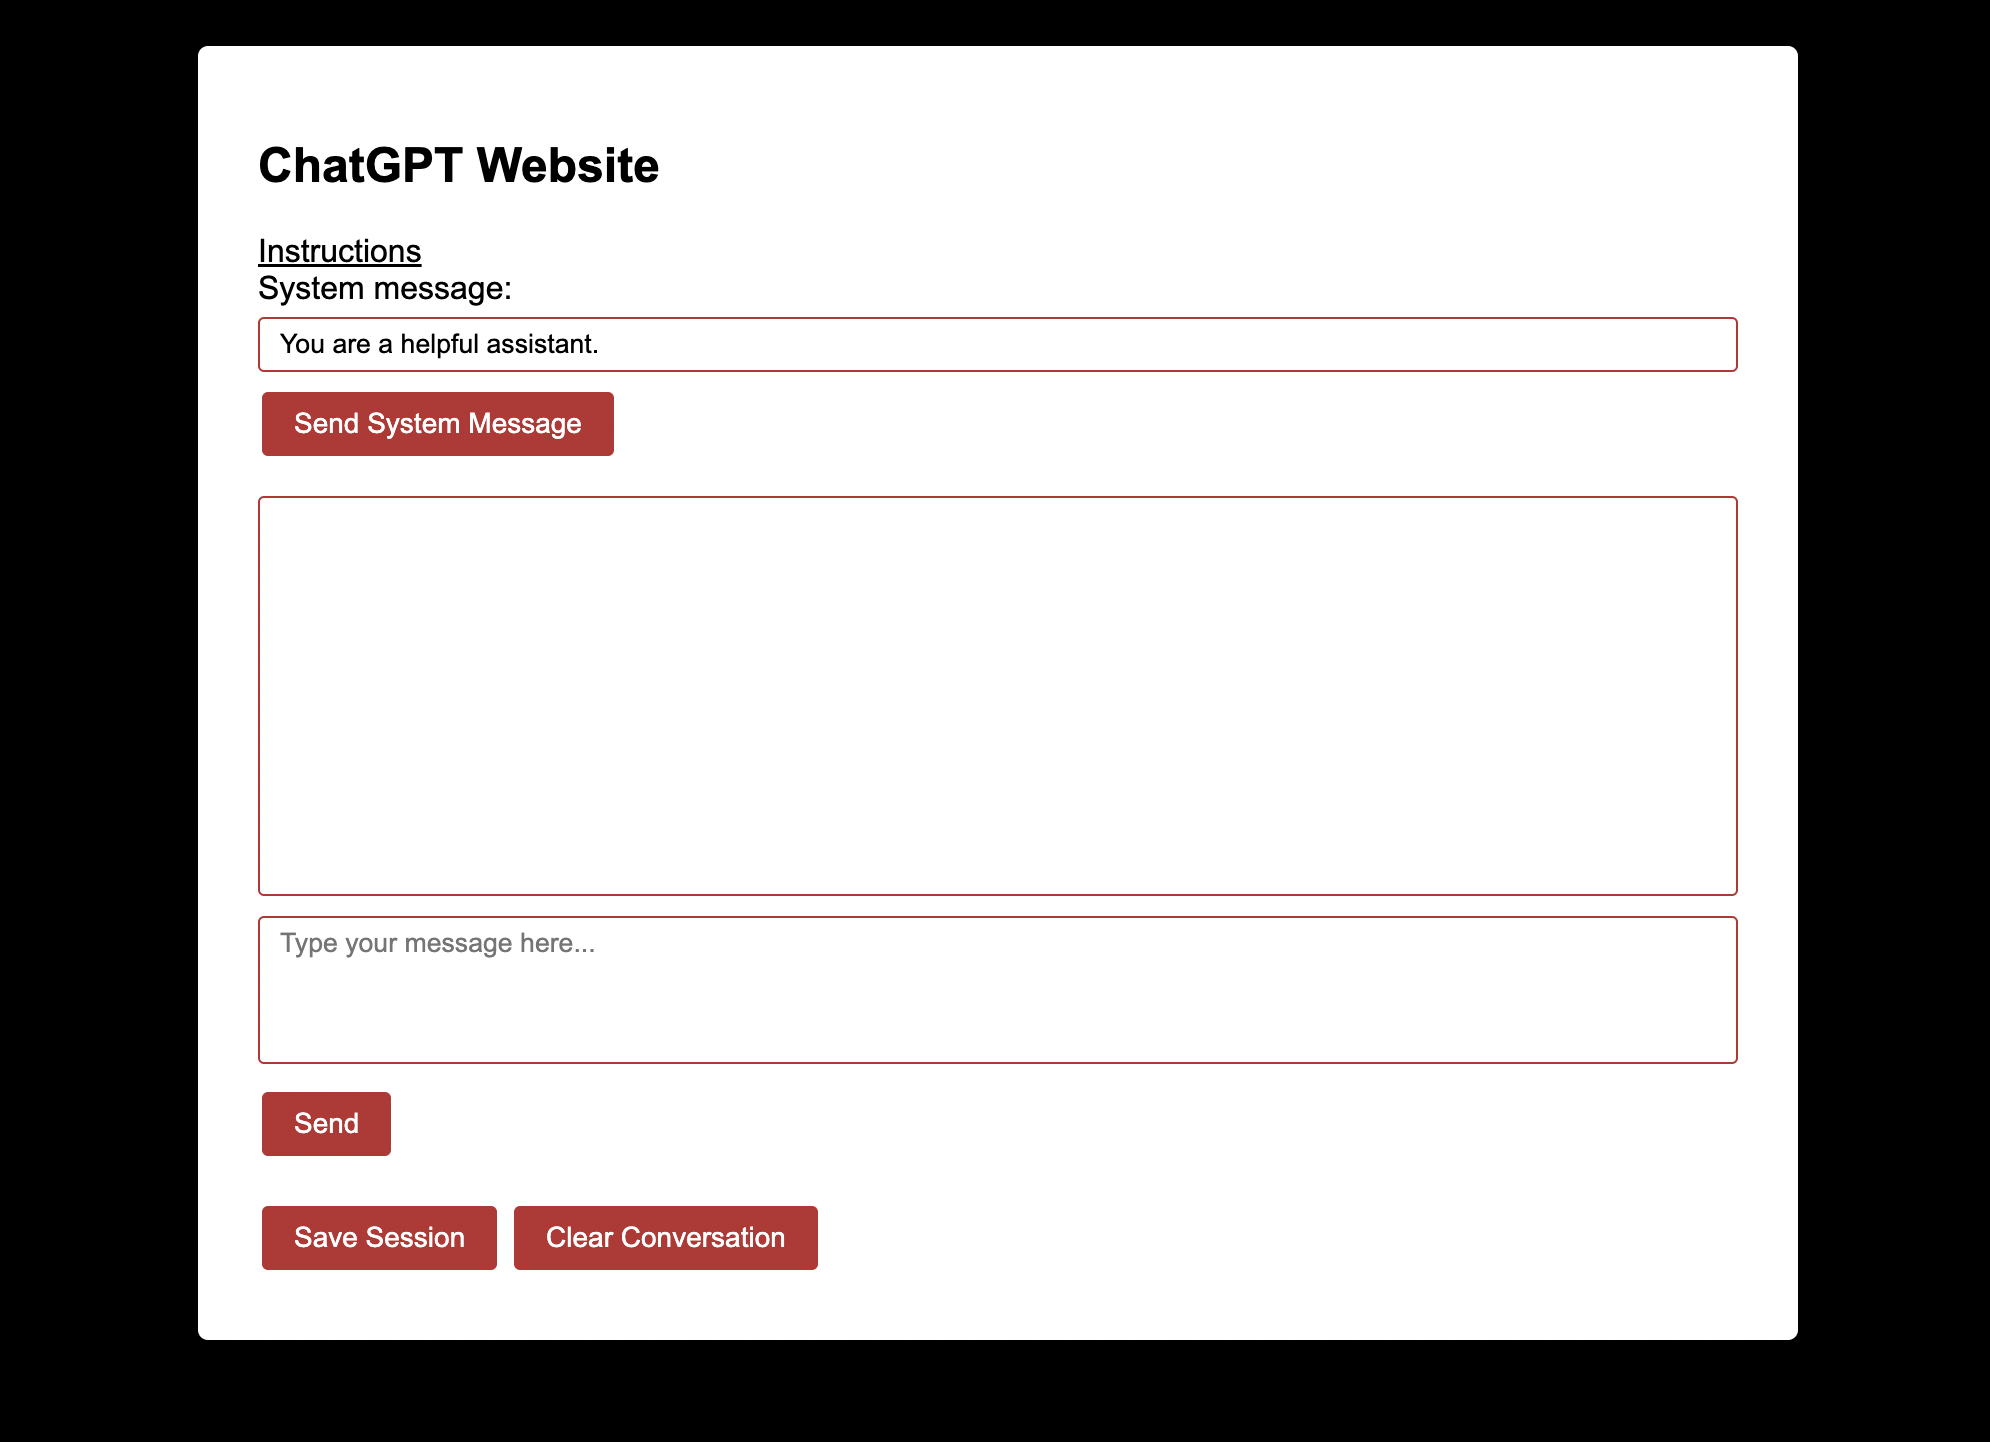 ChatGPT Website
Instructions
System message:
You are a helpful assistant.
Send System Message
Type your message here...
Send
Save Session Clear Conversation